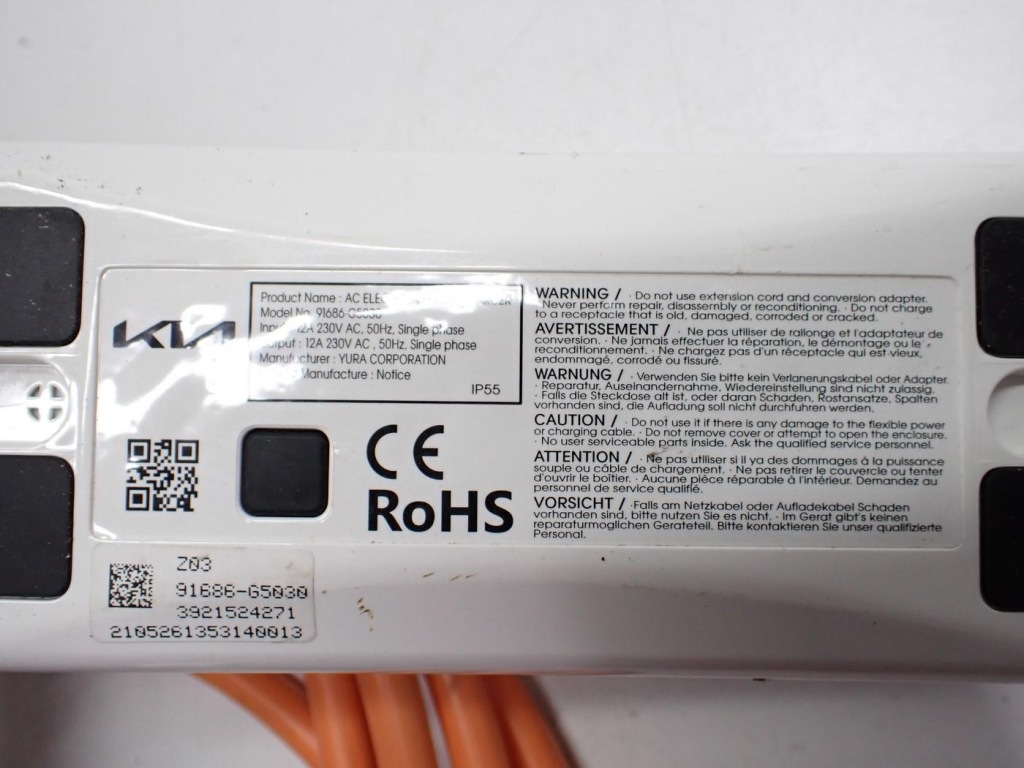 KIA
Product Name : AC
Model No. 91686-G5030
12A 230V AC, 50Hz, Single phase
Output : 12A 230V AC , 50Hz, Single phase
Manufacturer : YURA CORPORATION
Manufacture : Notice
IP55
CE
RoHS
WARNING / · Do not use extension cord and conversion adapter.
· Never perform repair, disassembly or reconditioning. · Do not charge
to a receptacle that is old, damaged, corroded or cracked.
AVERTISSEMENT / · Ne pas utiliser de rallonge et l'adaptateur de
conversion. · Ne jamais effectuer la réparation, le démontage ou le
reconditionnement. · Ne chargez pas d'un réceptacle qui est vieux,
endommagé, corrodé ou fissuré.
WARNUNG / · Verwenden Sie bitte kein Verlanerungskabel oder Adapter.
· Reparatur, Auseinandernahme, Wiedereinstellung sind nicht zulassig.
· Falls die Steckdose alt ist, oder daran Schaden, Rostansatze, Spalten
vorhanden sind, die Aufladung soll nicht durchführen werden.
CAUTION / · Do not use it if there is any damage to the flexible power
or charging cable. · Do not remove cover or attempt to open the enclosure.
· No user serviceable parts inside. Ask the qualified service personnel.
ATTENTION / · Ne pas utiliser si il ya des dommages à la puissance
souple ou câble de chargement. · Ne pas retirer le couvercle ou tenter
d'ouvrir le boîtier. · Aucune pièce réparable à l'intérieur. Demandez au
personnel de service qualifié.
VORSICHT / ·Falls am Netzkabel oder Aufladekabel Schaden
vorhanden sind, bitte nutzen Sie es nicht. · Im Gerat gibt's keinen
reparaturmoglichen Gerateteil. Bitte kontaktieren Sie unser qualifizierte
Personal.
Z03
91686-G5030
3921524271
2105261353140013